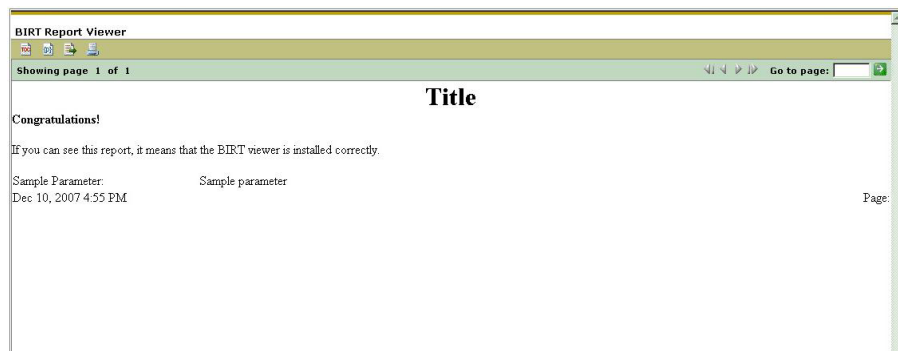 BIRT Report Viewer
Showing page 1 of 1 Go to page:
Title
Congratulations!
If you can see this report, it means that the BIRT viewer is installed correctly.
Sample Parameter: Sample parameter
Dec 10, 2007 4:55 PM Page: